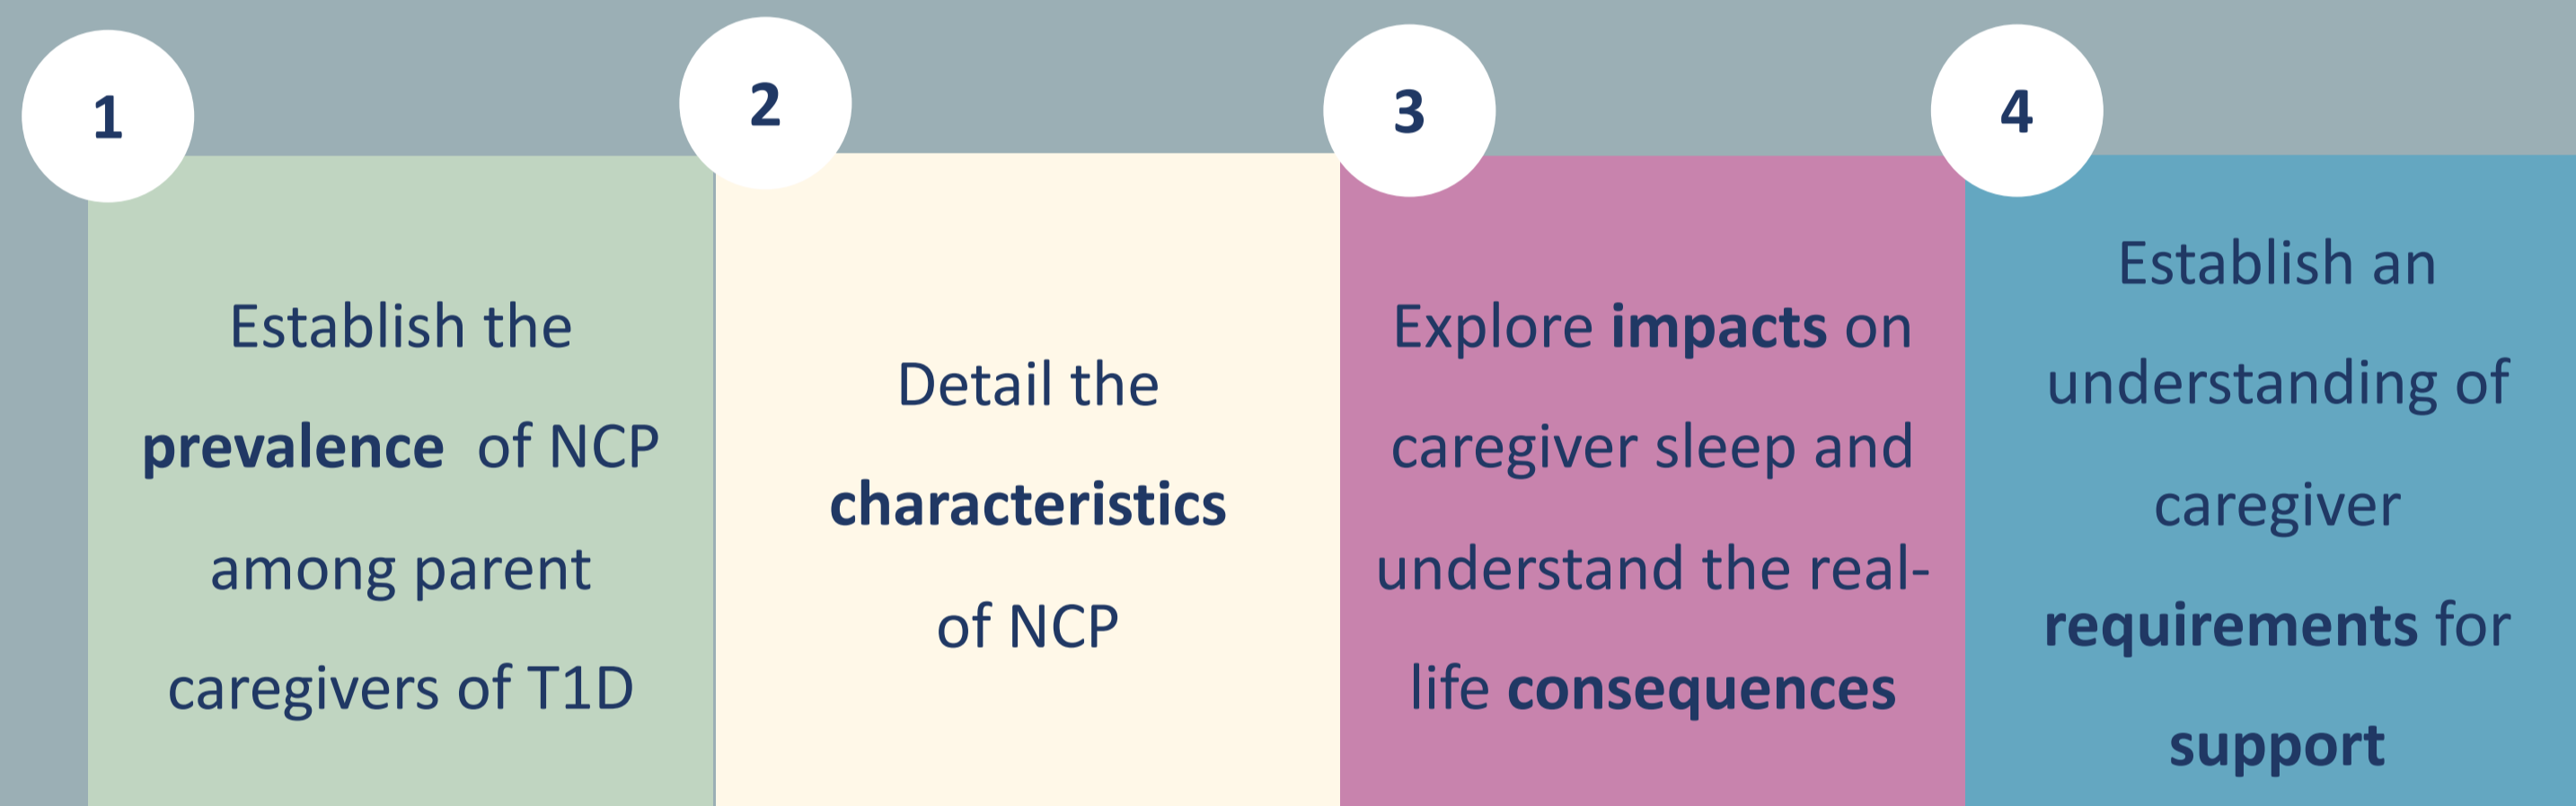 1
Establish the
prevalence of NCP
among parent
caregivers of T1D
2
Detail the
characteristics
of NCP
3
Explore impacts on
caregiver sleep and
understand the real-
life consequences
4
Establish an
understanding of
caregiver
requirements for
support